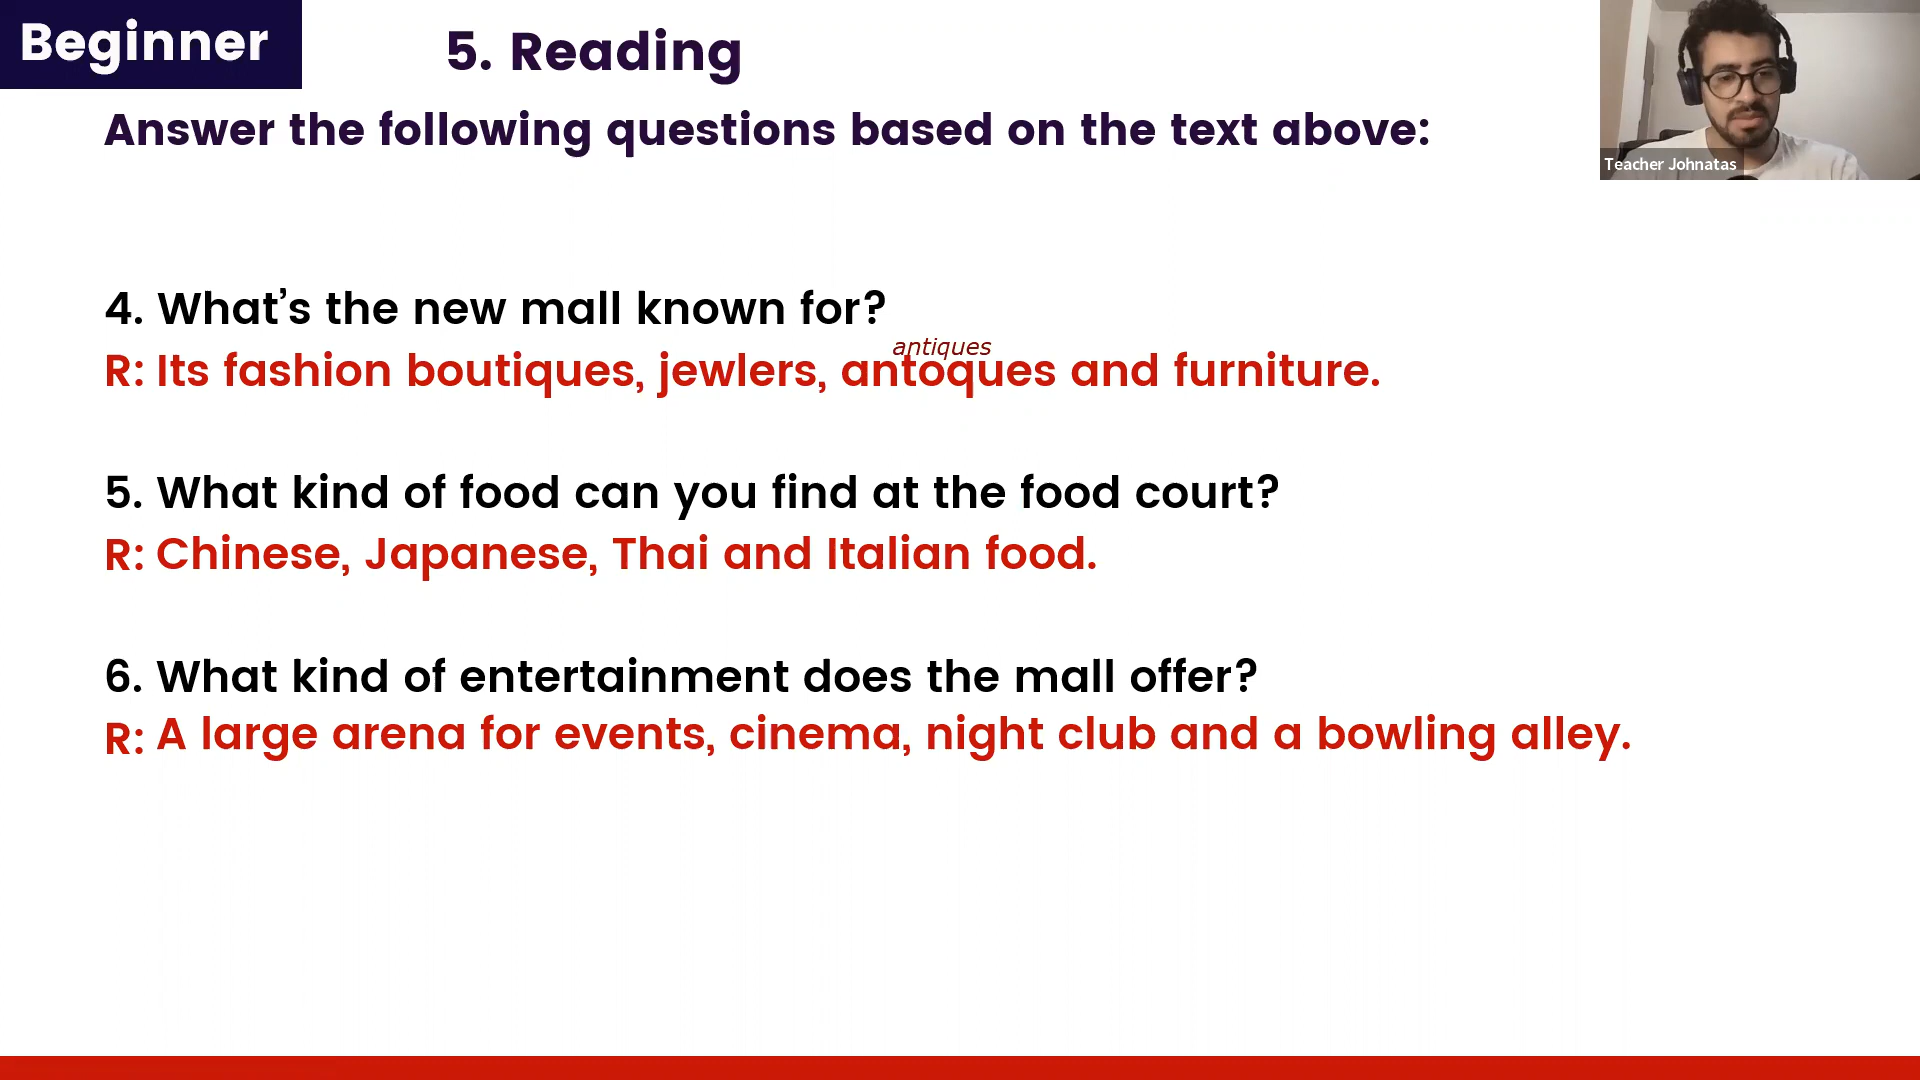 Beginner
5. Reading
Teacher Johnatas
Answer the following questions based on the text above:
4. What’s the new mall known for?
antiques
R: Its fashion boutiques, jewlers, antoques and furniture.
5. What kind of food can you find at the food court?
R: Chinese, Japanese, Thai and Italian food.
6. What kind of entertainment does the mall offer?
R: A large arena for events, cinema, night club and a bowling alley.